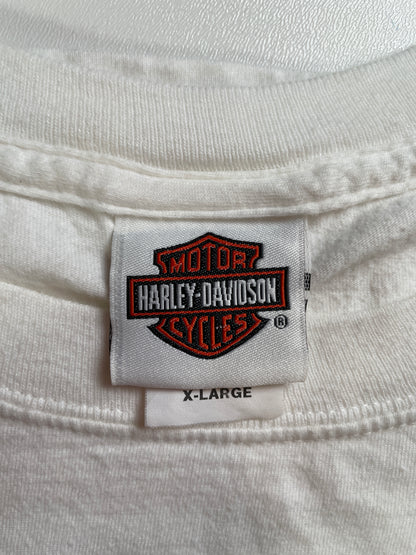 MOTOR
HARLEY-DAVIDSON
CYCLES ®
X-LARGE